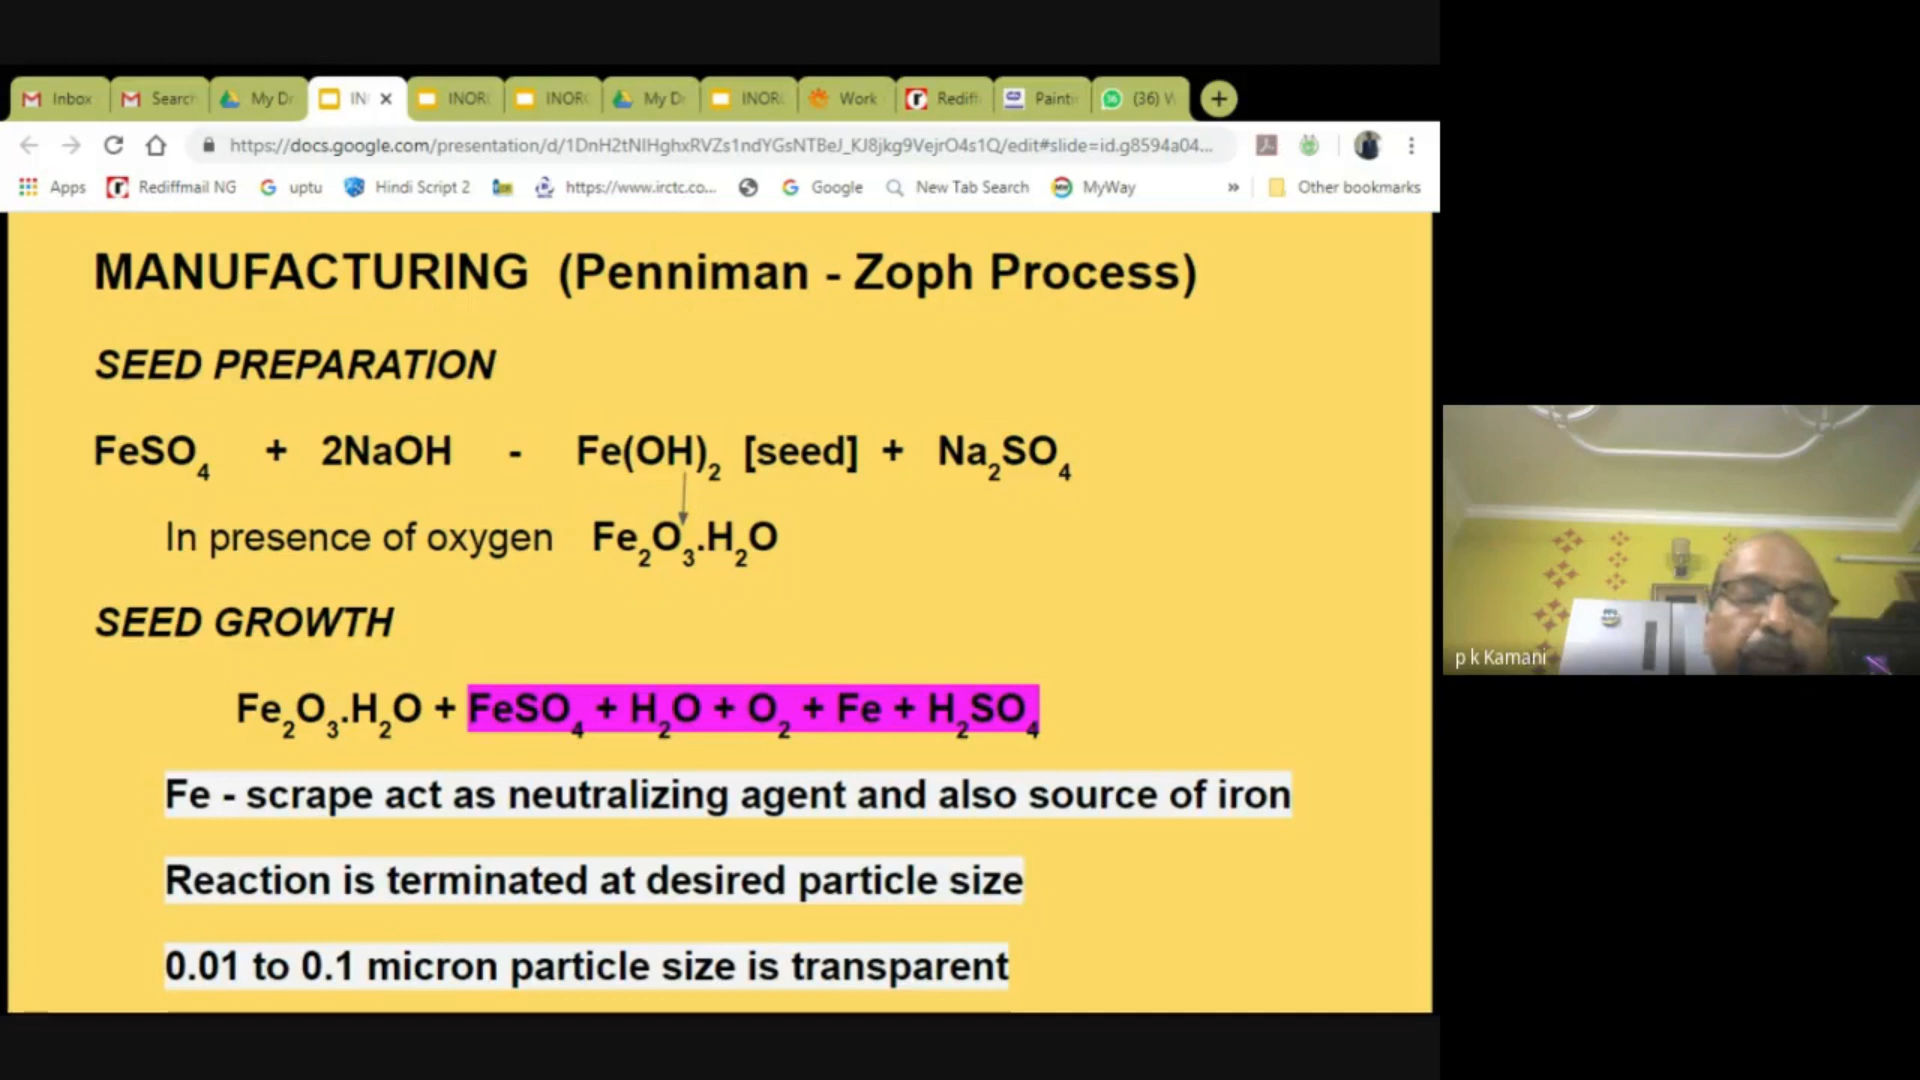 Inbox
Search
My Dr
IN
INOR
INOR
My Dr
INOR
Work
Rediff
Painti
(36) W
https://docs.google.com/presentation/d/1DnH2tNIHghxRVZs1ndYGsNTBeJ_KJ8jkg9VejrO4s1Q/edit#slide=id.g8594a04...
Apps
Rediffmail NG
uptu
Hindi Script 2
https://www.irctc.co...
Google
New Tab Search
MyWay
»
Other bookmarks
MANUFACTURING (Penniman - Zoph Process)
SEED PREPARATION
FeSO₄ + 2NaOH - Fe(OH)₂ [seed] + Na₂SO₄
In presence of oxygen Fe₂O₃.H₂O
SEED GROWTH
Fe₂O₃.H₂O + FeSO₄ + H₂O + O₂ + Fe + H₂SO₄
Fe - scrape act as neutralizing agent and also source of iron
Reaction is terminated at desired particle size
0.01 to 0.1 micron particle size is transparent
p k Kamani